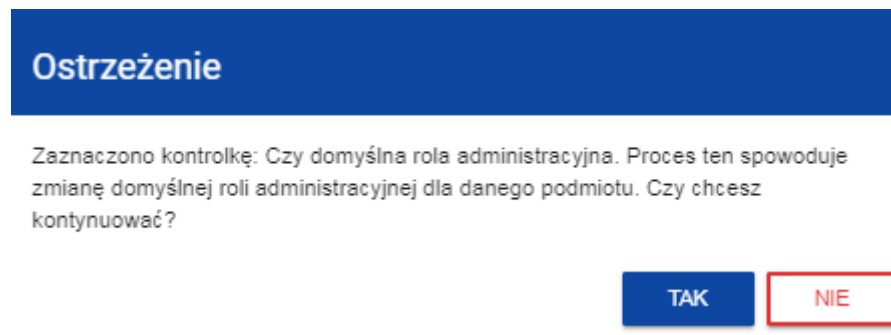 Ostrzeżenie
Zaznaczono kontrolkę: Czy domyślna rola administracyjna. Proces ten spowoduje
zmianę domyślnej roli administracyjnej dla danego podmiotu. Czy chcesz
kontynuować?
TAK
NIE